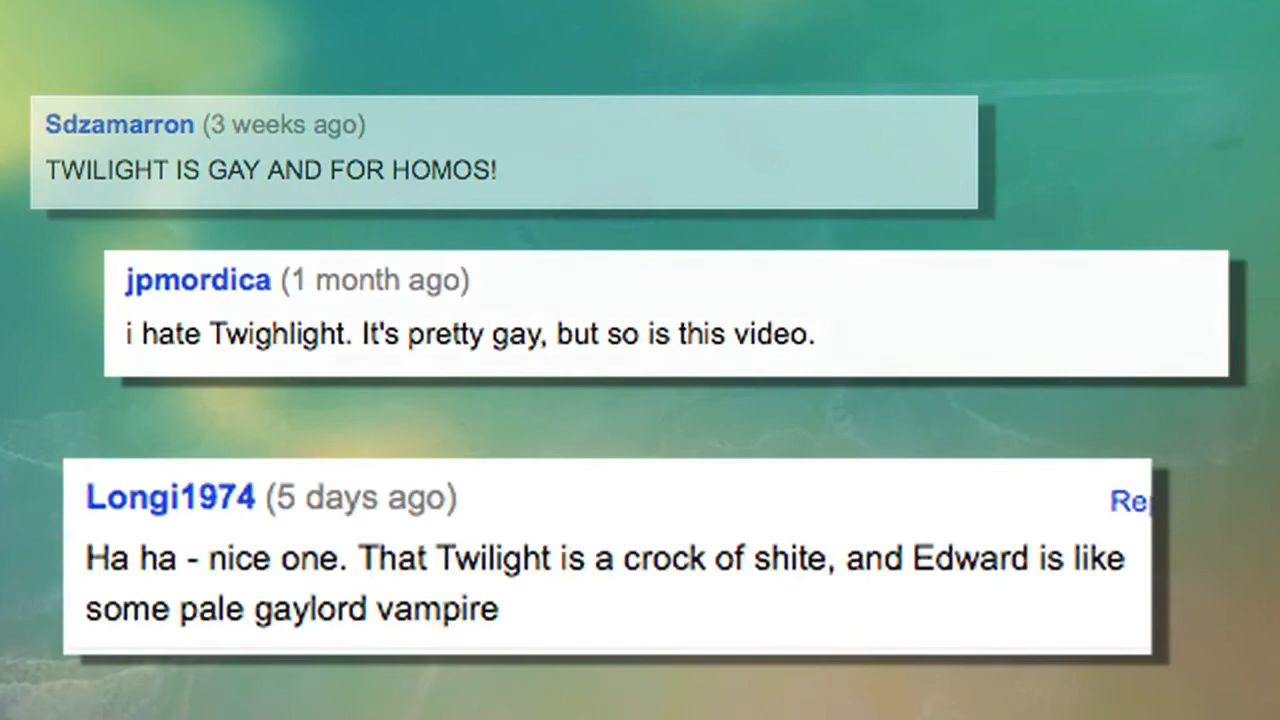 Sdzamarron (3 weeks ago)
TWILIGHT IS GAY AND FOR HOMOS!
jpmordica (1 month ago)
i hate Twighlight. It's pretty gay, but so is this video.
Longi1974 (5 days ago) Rep
Ha ha - nice one. That Twilight is a crock of shite, and Edward is like
some pale gaylord vampire